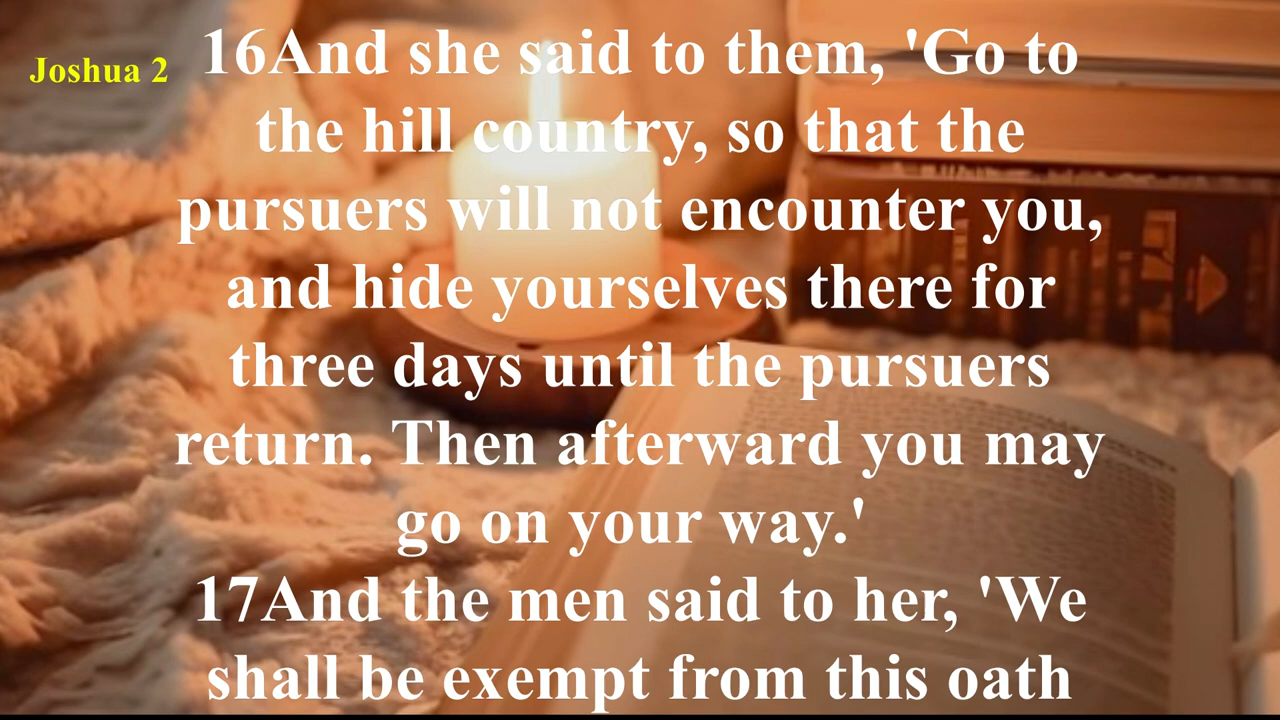 Joshua 2
16And she said to them, 'Go to
the hill country, so that the
pursuers will not encounter you,
and hide yourselves there for
three days until the pursuers
return. Then afterward you may
go on your way.'
17And the men said to her, 'We
shall be exempt from this oath